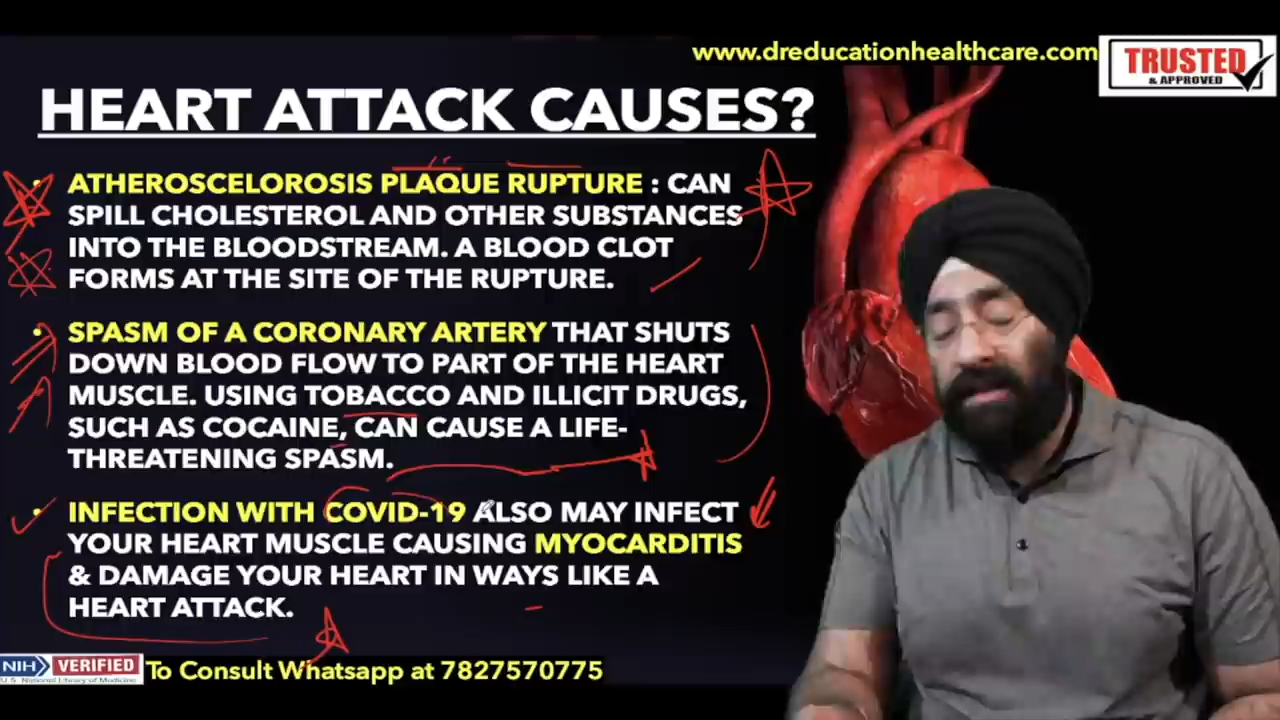 www.dreducationhealthcare.com
TRUSTED
& APPROVED
HEART ATTACK CAUSES?
• ATHEROSCELOROSIS PLAQUE RUPTURE : CAN
SPILL CHOLESTEROL AND OTHER SUBSTANCES
INTO THE BLOODSTREAM. A BLOOD CLOT
FORMS AT THE SITE OF THE RUPTURE.
• SPASM OF A CORONARY ARTERY THAT SHUTS
DOWN BLOOD FLOW TO PART OF THE HEART
MUSCLE. USING TOBACCO AND ILLICIT DRUGS,
SUCH AS COCAINE, CAN CAUSE A LIFE-
THREATENING SPASM.
• INFECTION WITH COVID-19 ALSO MAY INFECT
YOUR HEART MUSCLE CAUSING MYOCARDITIS
& DAMAGE YOUR HEART IN WAYS LIKE A
HEART ATTACK.
NIH VERIFIED
U.S. National Library of Medicine
To Consult Whatsapp at 7827570775